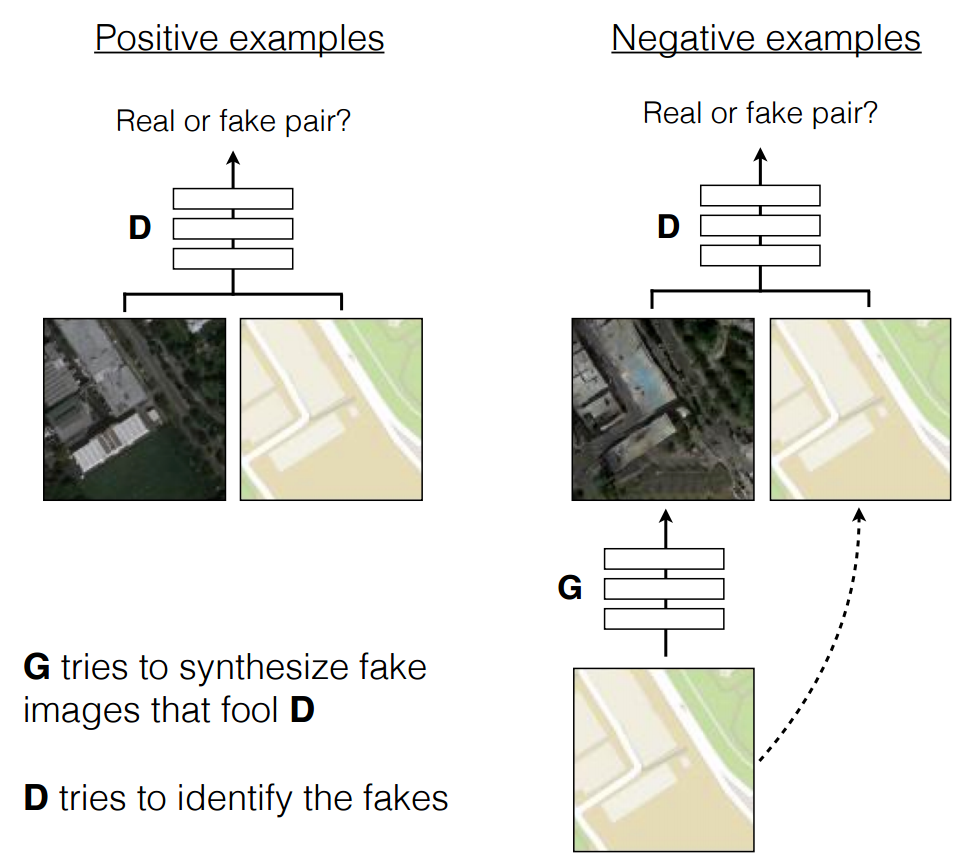 Positive examples
Real or fake pair?
D
G tries to synthesize fake
images that fool D
D tries to identify the fakes
Negative examples
Real or fake pair?
D
G